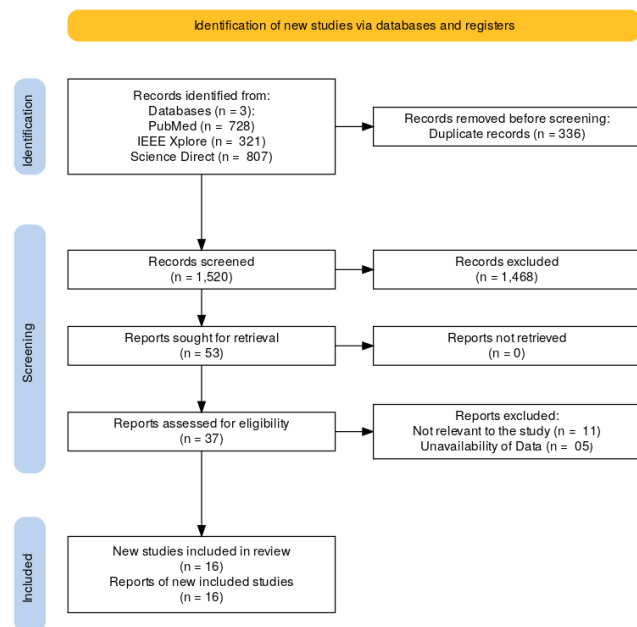 Identification of new studies via databases and registers
Identification
Records identified from:
Databases (n = 3):
PubMed (n = 728)
IEEE Xplore (n = 321)
Science Direct (n = 807)
Records removed before screening:
Duplicate records (n = 336)
Screening
Records screened
(n = 1,520)
Records excluded
(n = 1,468)
Reports sought for retrieval
(n = 53)
Reports not retrieved
(n = 0)
Reports assessed for eligibility
(n = 37)
Reports excluded:
Not relevant to the study (n = 11)
Unavailability of Data (n = 05)
Included
New studies included in review
(n = 16)
Reports of new included studies
(n = 16)